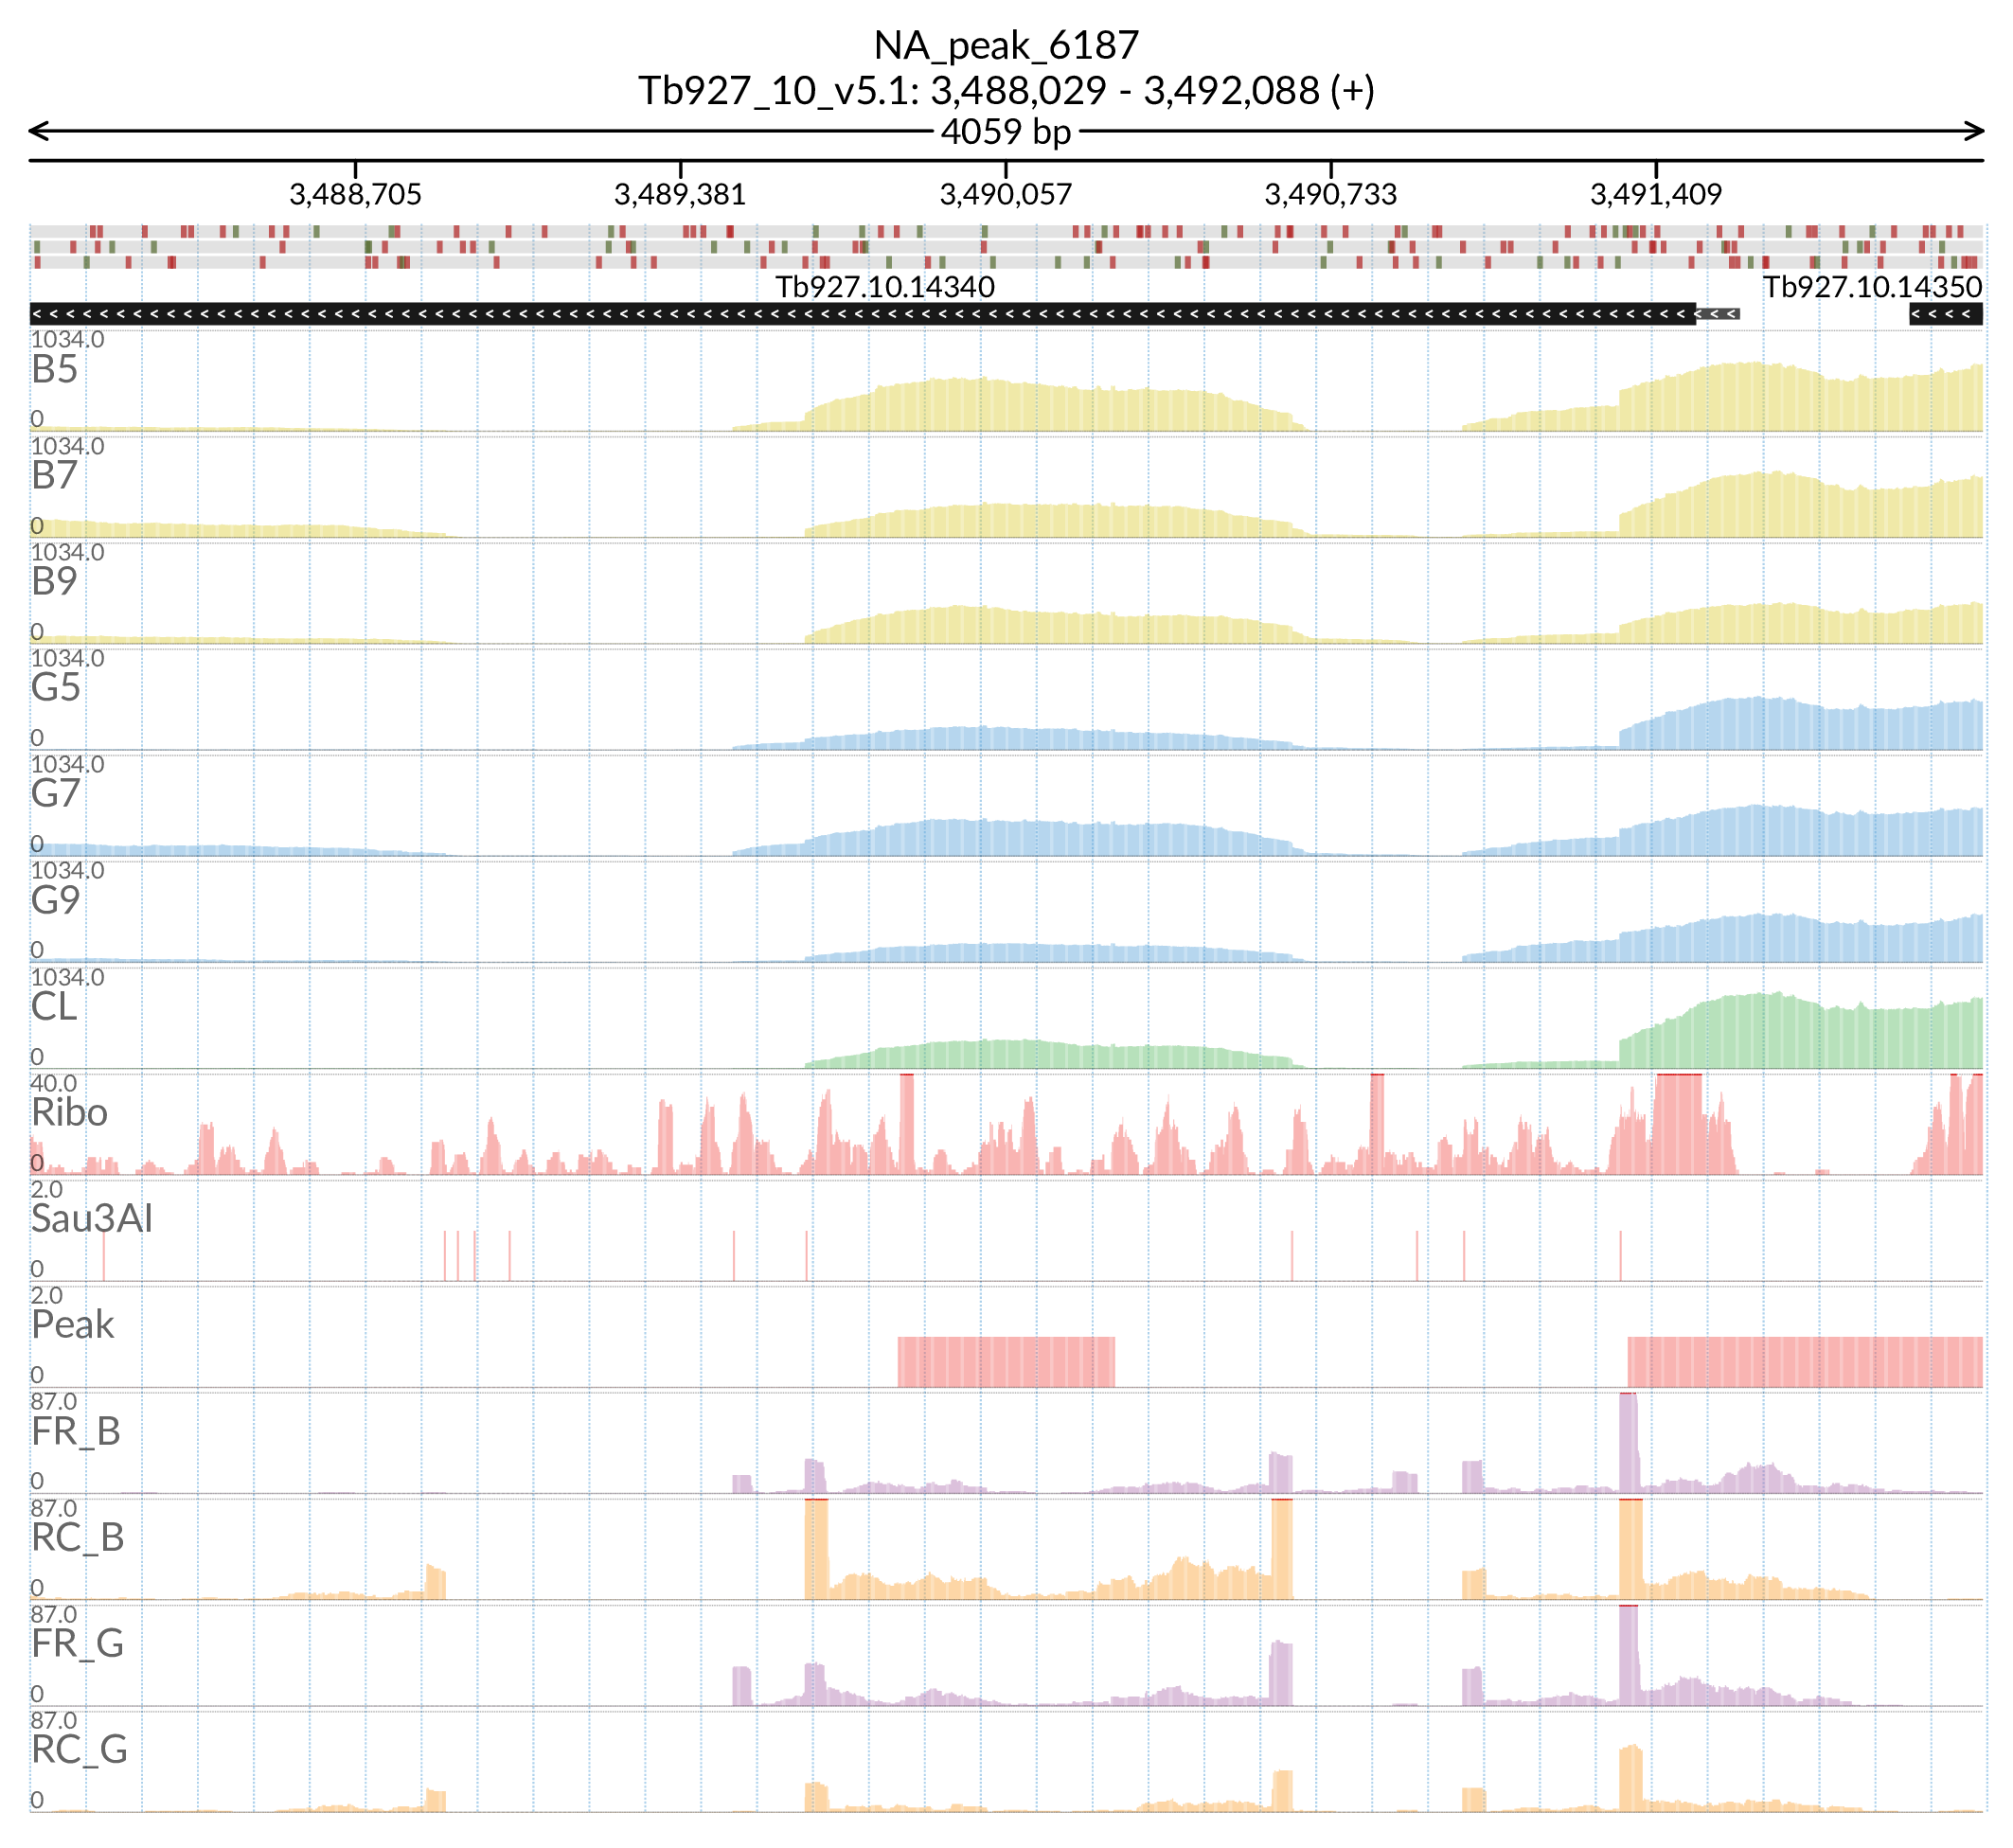 NA_peak_6187
Tb927_10_v5.1: 3,488,029 - 3,492,088 (+)
4059 bp
3,488,705 3,489,381 3,490,057 3,490,733 3,491,409
Tb927.10.14340 Tb927.10.14350
1034.0
B5
0
1034.0
B7
0
1034.0
B9
0
1034.0
G5
0
1034.0
G7
0
1034.0
G9
0
1034.0
CL
0
40.0
Ribo
0
2.0
Sau3AI
0
2.0
Peak
0
87.0
FR_B
0
87.0
RC_B
0
87.0
FR_G
0
87.0
RC_G
0